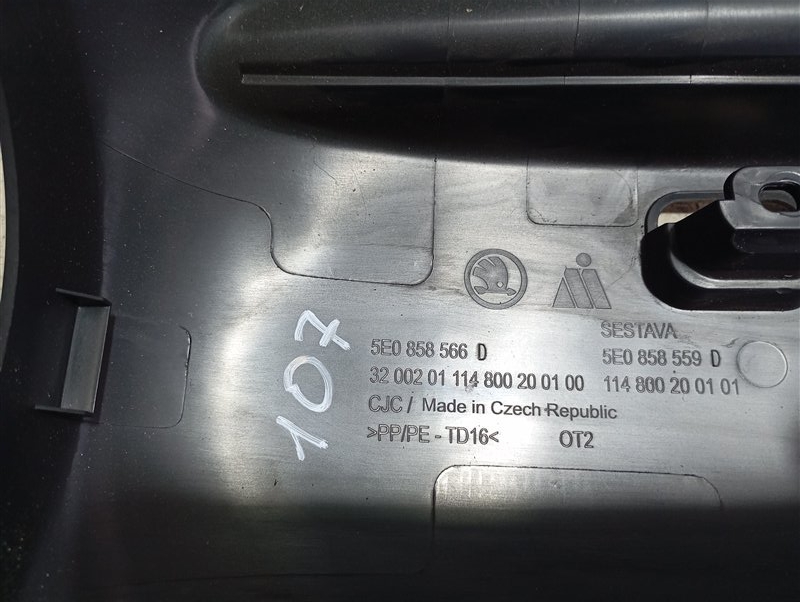 SESTAVA
5E0 858 566 D 5E0 858 559 D
32 002 01 114 800 20 01 00 114 800 20 01 01
CJC/ Made in Czech Republic
>PP/PE - TD16< OT2
107